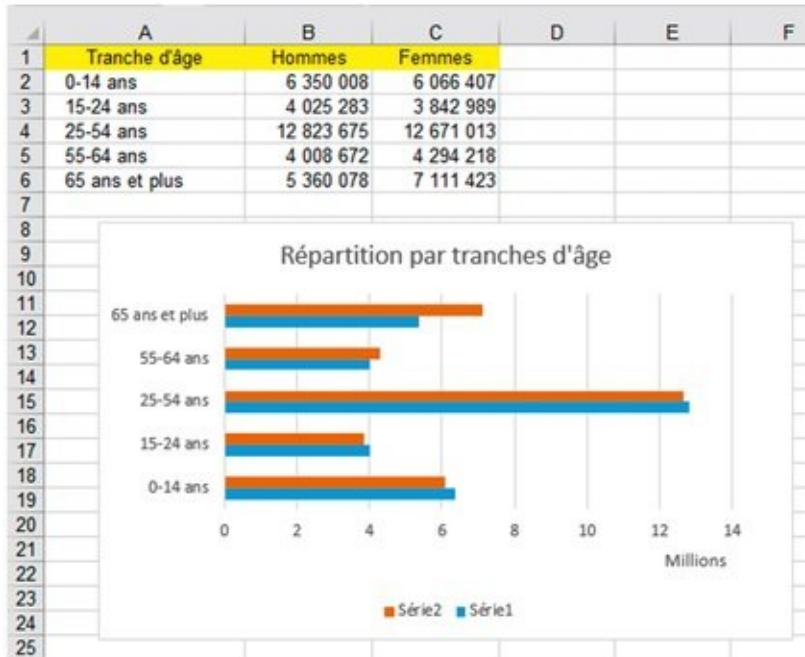 A B C D E F
1 Tranche d'âge Hommes Femmes
2 0-14 ans 6 350 008 6 066 407
3 15-24 ans 4 025 283 3 842 989
4 25-54 ans 12 823 675 12 671 013
5 55-64 ans 4 008 672 4 294 218
6 65 ans et plus 5 360 078 7 111 423
7
8
9
10
11
12
13
14
15
16
17
18
19
20
21
22
23
24
25
Répartition par tranches d'âge
65 ans et plus
55-64 ans
25-54 ans
15-24 ans
0-14 ans
0 2 4 6 8 10 12 14
Millions
Série2 Série1